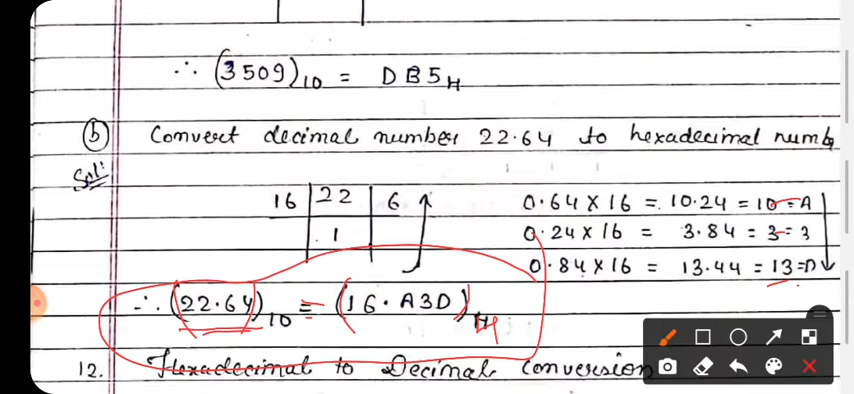 ∴ (3509)10 = DB5H
(b) Convert decimal number 22.64 to hexadecimal numb
Sol:
16 | 22 | 6 0.64 X 16 = 10.24 = 10 = A
1 0.24 X 16 = 3.84 = 3 = 3
0.84 X 16 = 13.44 = 13 = D
∴ (22.64)10 = (16.A3D)H
12. Hexadecimal to Decimal conversion